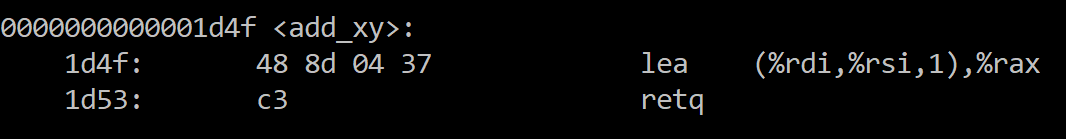 0000000000001d4f <add_xy>:
1d4f: 48 8d 04 37 lea (%rdi,%rsi,1),%rax
1d53: c3 retq